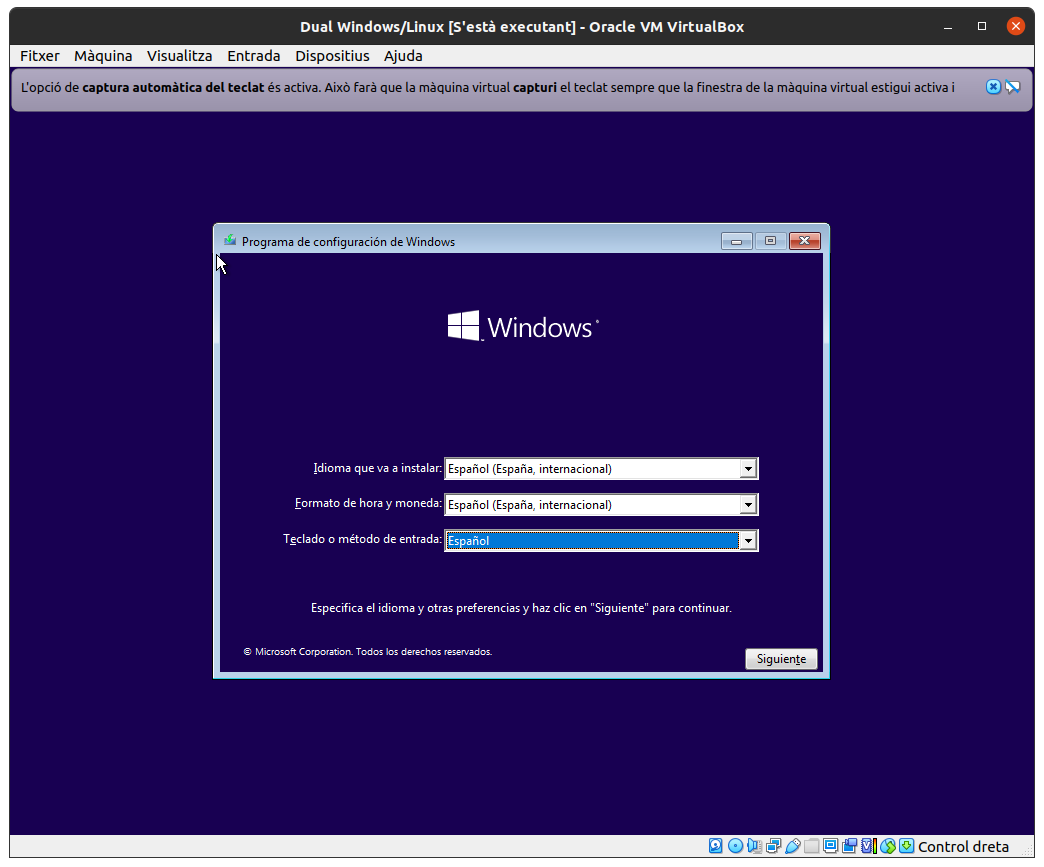 Dual Windows/Linux [S'està executant] - Oracle VM VirtualBox
Fitxer Màquina Visualitza Entrada Dispositius Ajuda
L'opció de captura automàtica del teclat és activa. Això farà que la màquina virtual capturi el teclat sempre que la finestra de la màquina virtual estigui activa i
Programa de configuración de Windows
Windows
Idioma que va a instalar: Español (España, internacional)
Formato de hora y moneda: Español (España, internacional)
Teclado o método de entrada: Español
Especifica el idioma y otras preferencias y haz clic en "Siguiente" para continuar.
© Microsoft Corporation. Todos los derechos reservados.
Siguiente
Control dreta